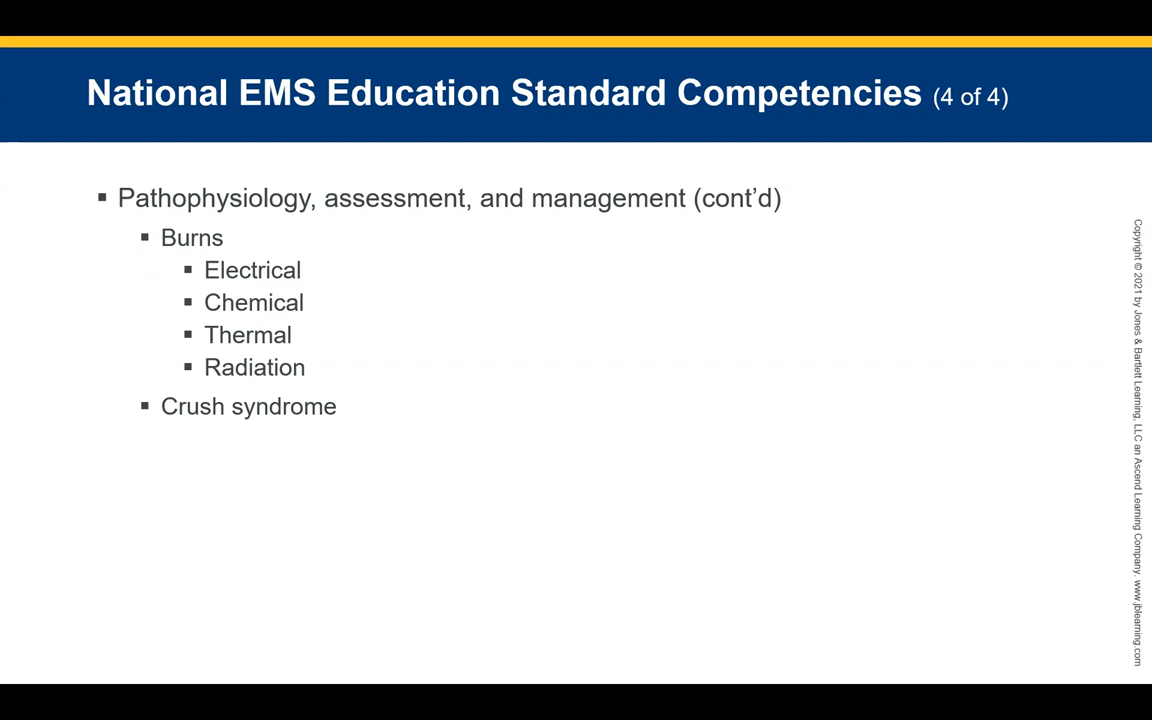 National EMS Education Standard Competencies (4 of 4)
▪ Pathophysiology, assessment, and management (cont’d)
▪ Burns
▪ Electrical
▪ Chemical
▪ Thermal
▪ Radiation
▪ Crush syndrome
Copyright © 2021 by Jones & Bartlett Learning, LLC an Ascend Learning Company. www.jblearning.com